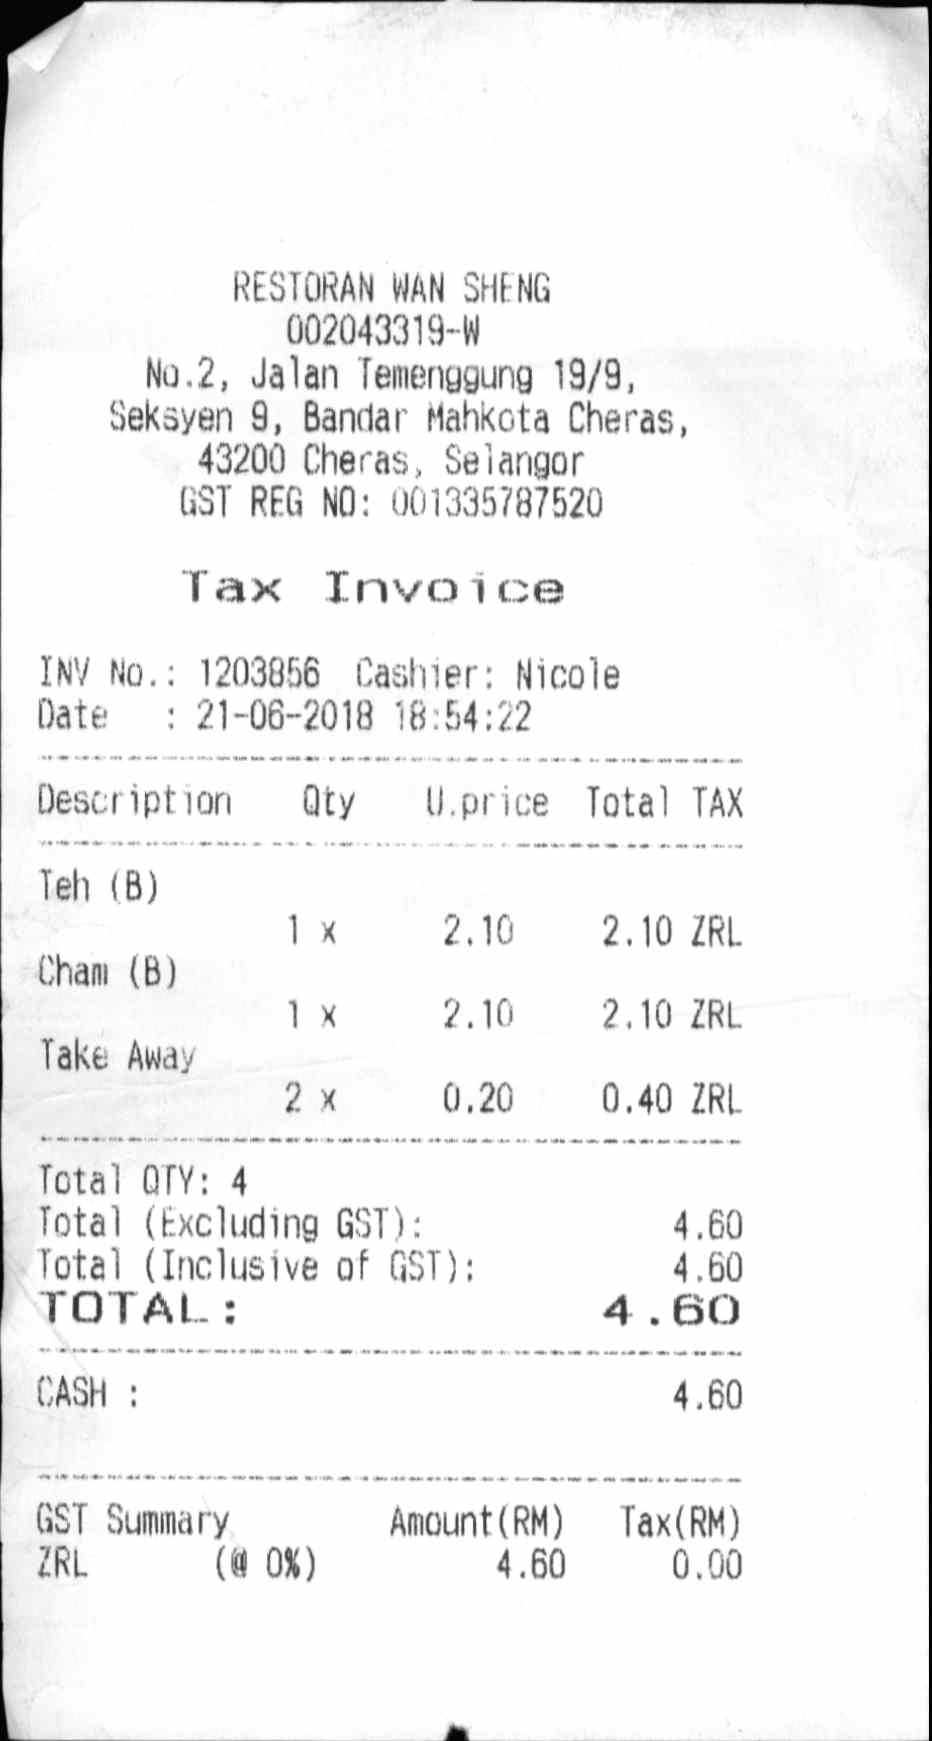 RESTORAN WAN SHENG
002043319-W
No.2, Jalan Temenggung 19/9,
Seksyen 9, Bandar Mahkota Cheras,
43200 Cheras, Selangor
GST REG NO: 001335787520
Tax Invoice
INV No.: 1203856 Cashier: Nicole
Date : 21-06-2018 18:54:22
Description Qty U.price Total TAX
Teh (B)
1 x 2.10 2.10 ZRL
Cham (B)
1 x 2.10 2.10 ZRL
Take Away
2 x 0.20 0.40 ZRL
Total QTY: 4
Total (Excluding GST): 4.60
Total (Inclusive of GST): 4.60
TOTAL: 4.60
CASH : 4.60
GST Summary Amount(RM) Tax(RM)
ZRL (@ 0%) 4.60 0.00